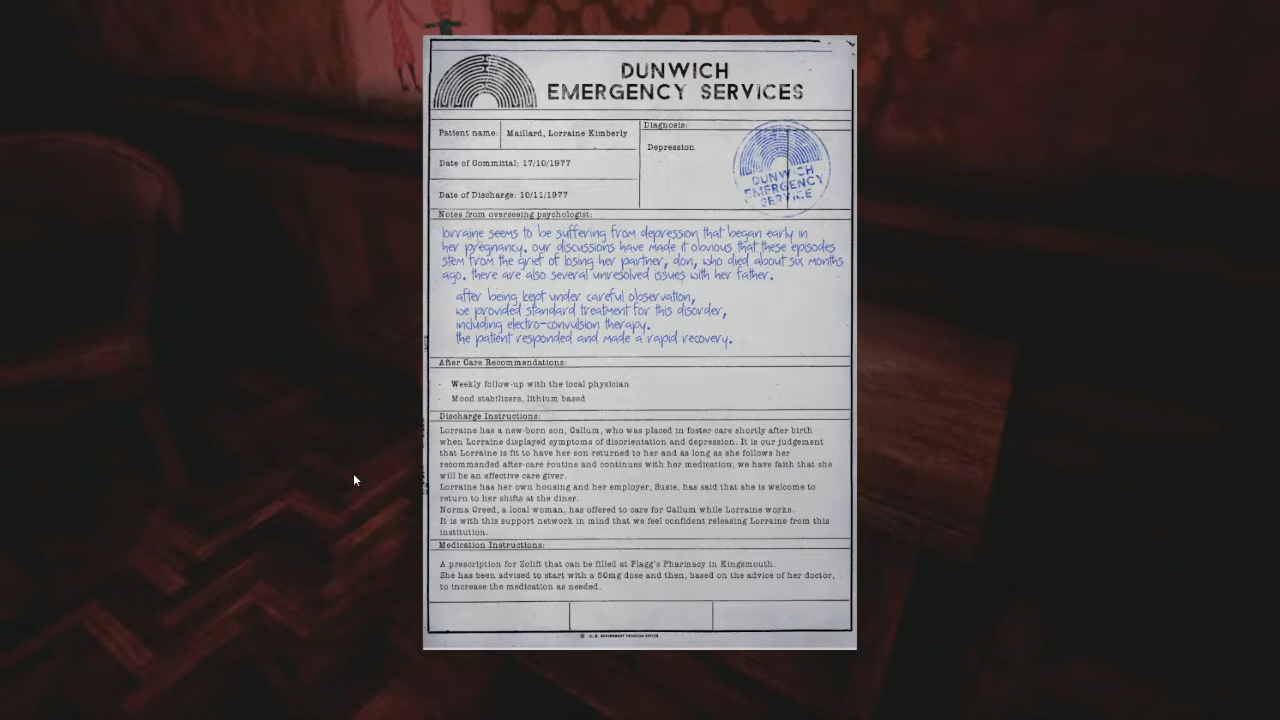 DUNWICH
EMERGENCY SERVICES
Patient name: Maillard, Lorraine Kimberly
Date of Committal: 17/10/1977
Date of Discharge: 10/11/1977
Diagnosis:
Depression
DUNWICH
EMERGENCY
SERVICE
Notes from overseeing psychologist:
lorraine seems to be suffering from depression that began early in
her pregnancy. our discussions have made it obvious that these episodes
stem from the grief of losing her partner, don, who died about six months
ago. there are also several unresolved issues with her father.
after being kept under careful observation,
we provided standard treatment for this disorder,
including electro-convulsion therapy.
the patient responded and made a rapid recovery.
After Care Recommendations:
- Weekly follow-up with the local physician
- Mood stabilizers, lithium based
Discharge Instructions:
Lorraine has a new-born son, Callum, who was placed in foster care shortly after birth
when Lorraine displayed symptoms of disorientation and depression. It is our judgement
that Lorraine is fit to have her son returned to her and as long as she follows her
recommended after-care routine and continues with her medication, we have faith that she
will be an effective care giver.
Lorraine has her own housing and her employer, Susie, has said that she is welcome to
return to her shifts at the diner.
Norma Creed, a local woman, has offered to care for Callum while Lorraine works.
It is with this support network in mind that we feel confident releasing Lorraine from this
institution.
Medication Instructions:
A prescription for Zolift that can be filled at Flagg's Pharmacy in Kingsmouth.
She has been advised to start with a 50mg dose and then, based on the advice of her doctor,
to increase the medication as needed.
U. S. GOVERNMENT PRINTING OFFICE